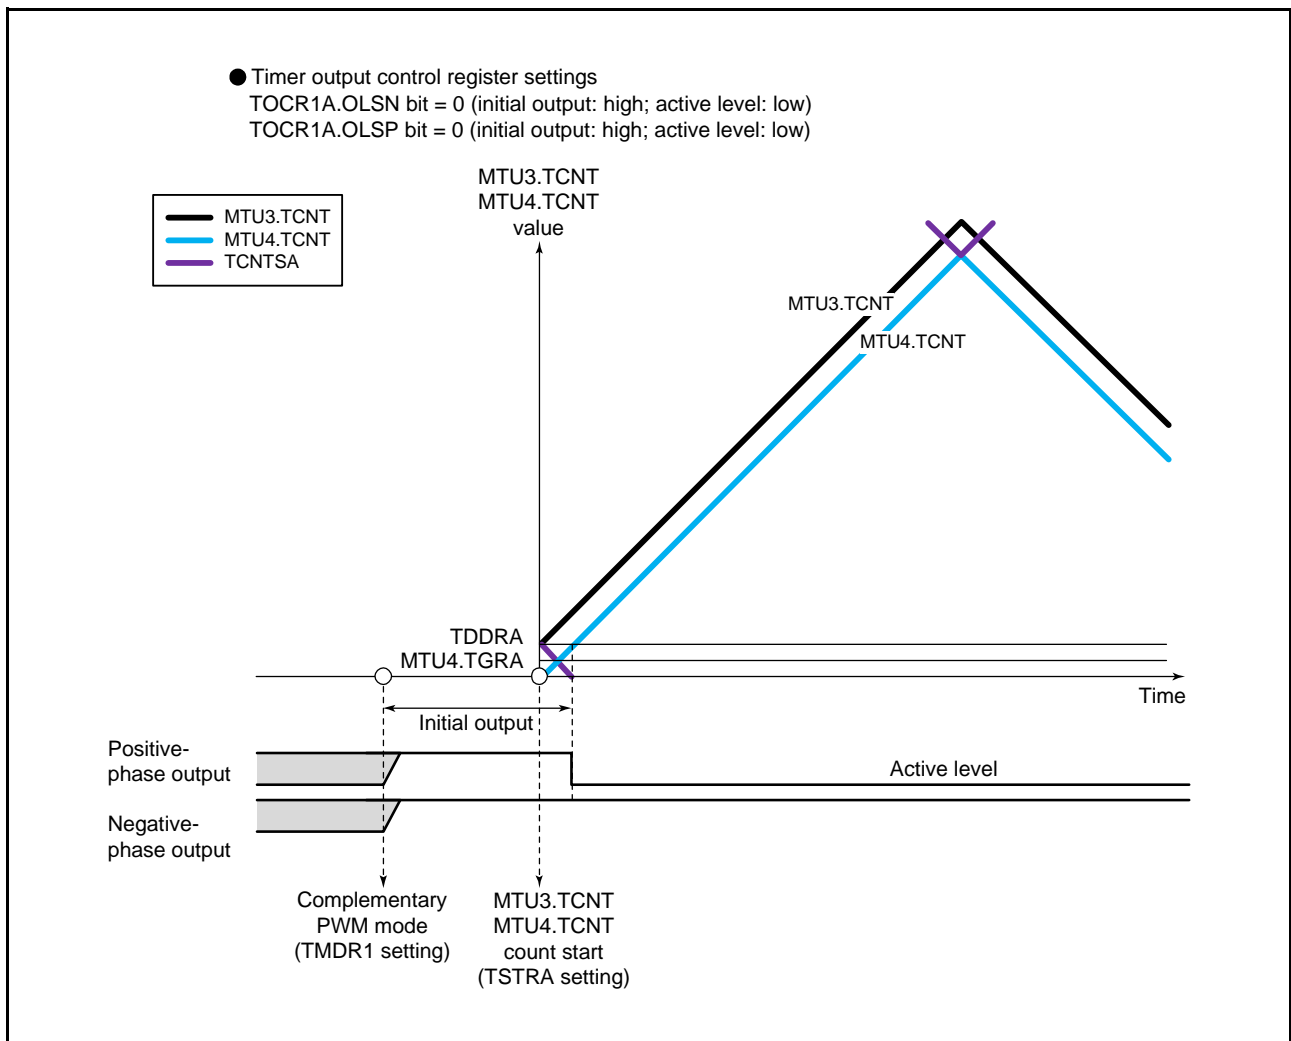 ● Timer output control register settings
TOCR1A.OLSN bit = 0 (initial output: high; active level: low)
TOCR1A.OLSP bit = 0 (initial output: high; active level: low)
MTU3.TCNT
MTU4.TCNT
value
MTU3.TCNT
MTU4.TCNT
TCNTSA
MTU3.TCNT
MTU4.TCNT
TDDRA
MTU4.TGRA
Time
Initial output
Positive-
phase output
Active level
Negative-
phase output
Complementary
PWM mode
(TMDR1 setting)
MTU3.TCNT
MTU4.TCNT
count start
(TSTRA setting)